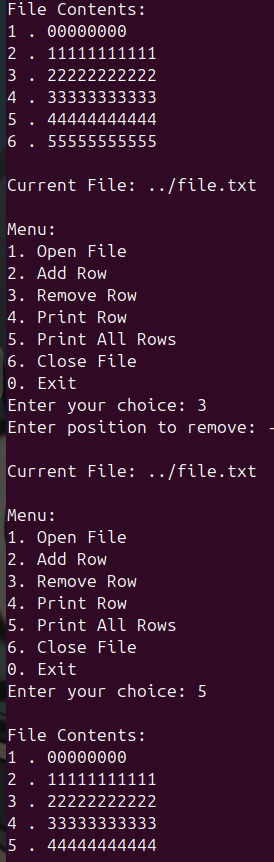 File Contents:
1 . 00000000
2 . 11111111111
3 . 22222222222
4 . 33333333333
5 . 44444444444
6 . 55555555555
Current File: ../file.txt
Menu:
1. Open File
2. Add Row
3. Remove Row
4. Print Row
5. Print All Rows
6. Close File
0. Exit
Enter your choice: 3
Enter position to remove: -
Current File: ../file.txt
Menu:
1. Open File
2. Add Row
3. Remove Row
4. Print Row
5. Print All Rows
6. Close File
0. Exit
Enter your choice: 5
File Contents:
1 . 00000000
2 . 11111111111
3 . 22222222222
4 . 33333333333
5 . 44444444444